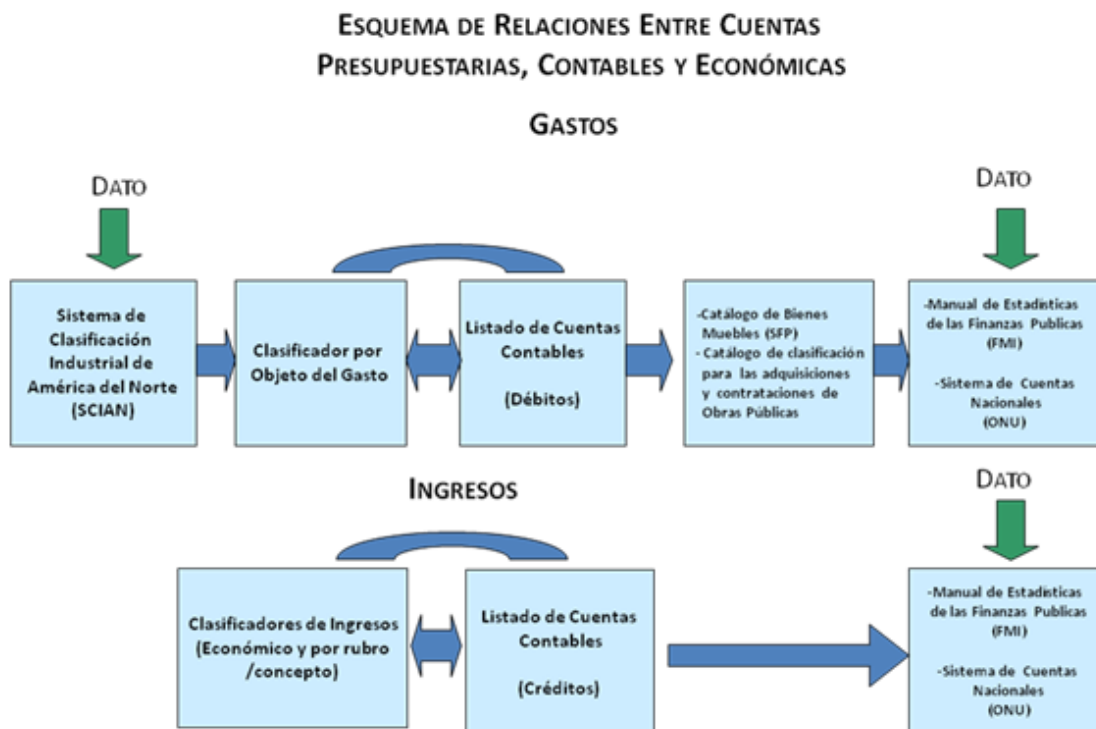 ESQUEMA DE RELACIONES ENTRE CUENTAS
PRESUPUESTARIAS, CONTABLES Y ECONÓMICAS
GASTOS
DATO
DATO
Sistema de
Clasificación
Industrial de
América del Norte
(SCIAN)
Clasificador por
Objeto del Gasto
Listado de Cuentas
Contables
(Débitos)
-Catálogo de Bienes
Muebles (SFP)
- Catálogo de clasificación
para las adquisiciones
y contrataciones de
Obras Públicas
-Manual de Estadísticas
de las Finanzas Publicas
(FMI)
-Sistema de Cuentas
Nacionales
(ONU)
INGRESOS
DATO
Clasificadores de Ingresos
(Económico y por rubro
/concepto)
Listado de Cuentas
Contables
(Créditos)
-Manual de Estadísticas
de las Finanzas Publicas
(FMI)
-Sistema de Cuentas
Nacionales
(ONU)